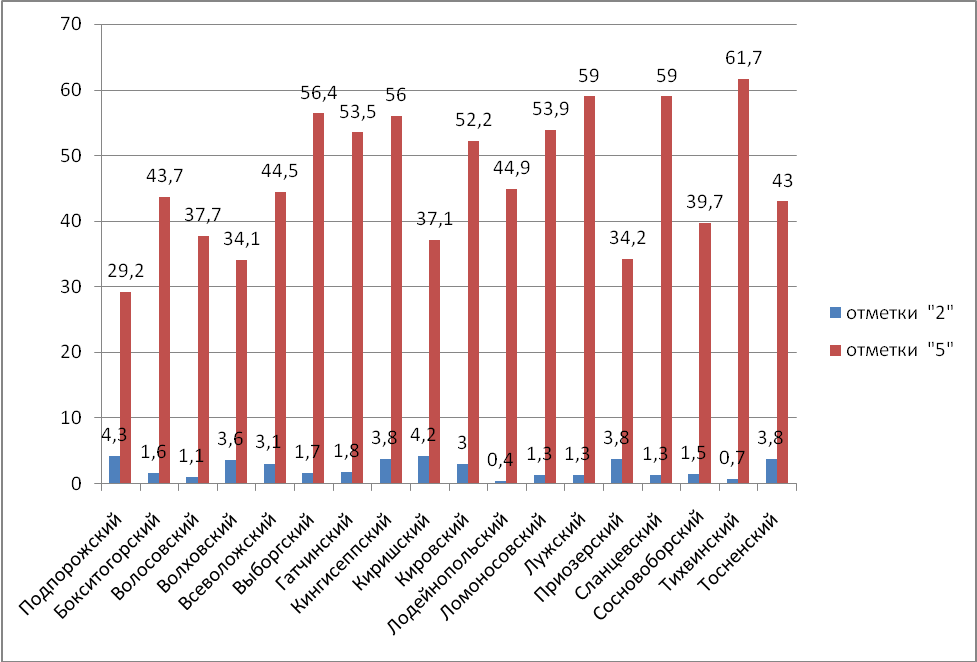 70
60
50
40
30
20
10
0
29,2
43,7
37,7
34,1
44,5
56,4
53,5
56
37,1
52,2
44,9
53,9
59
34,2
59
39,7
61,7
43
4,3
1,6
1,1
3,6
3,1
1,7
1,8
3,8
4,2
3
0,4
1,3
1,3
3,8
1,3
1,5
0,7
3,8
Подпорожский
Бокситогорский
Волосовский
Волховский
Всеволожский
Выборгский
Гатчинский
Кингисеппский
Киришский
Кировский
Лодейнопольский
Ломоносовский
Лужский
Приозерский
Сланцевский
Сосновоборский
Тихвинский
Тосненский
отметки "2"
отметки "5"